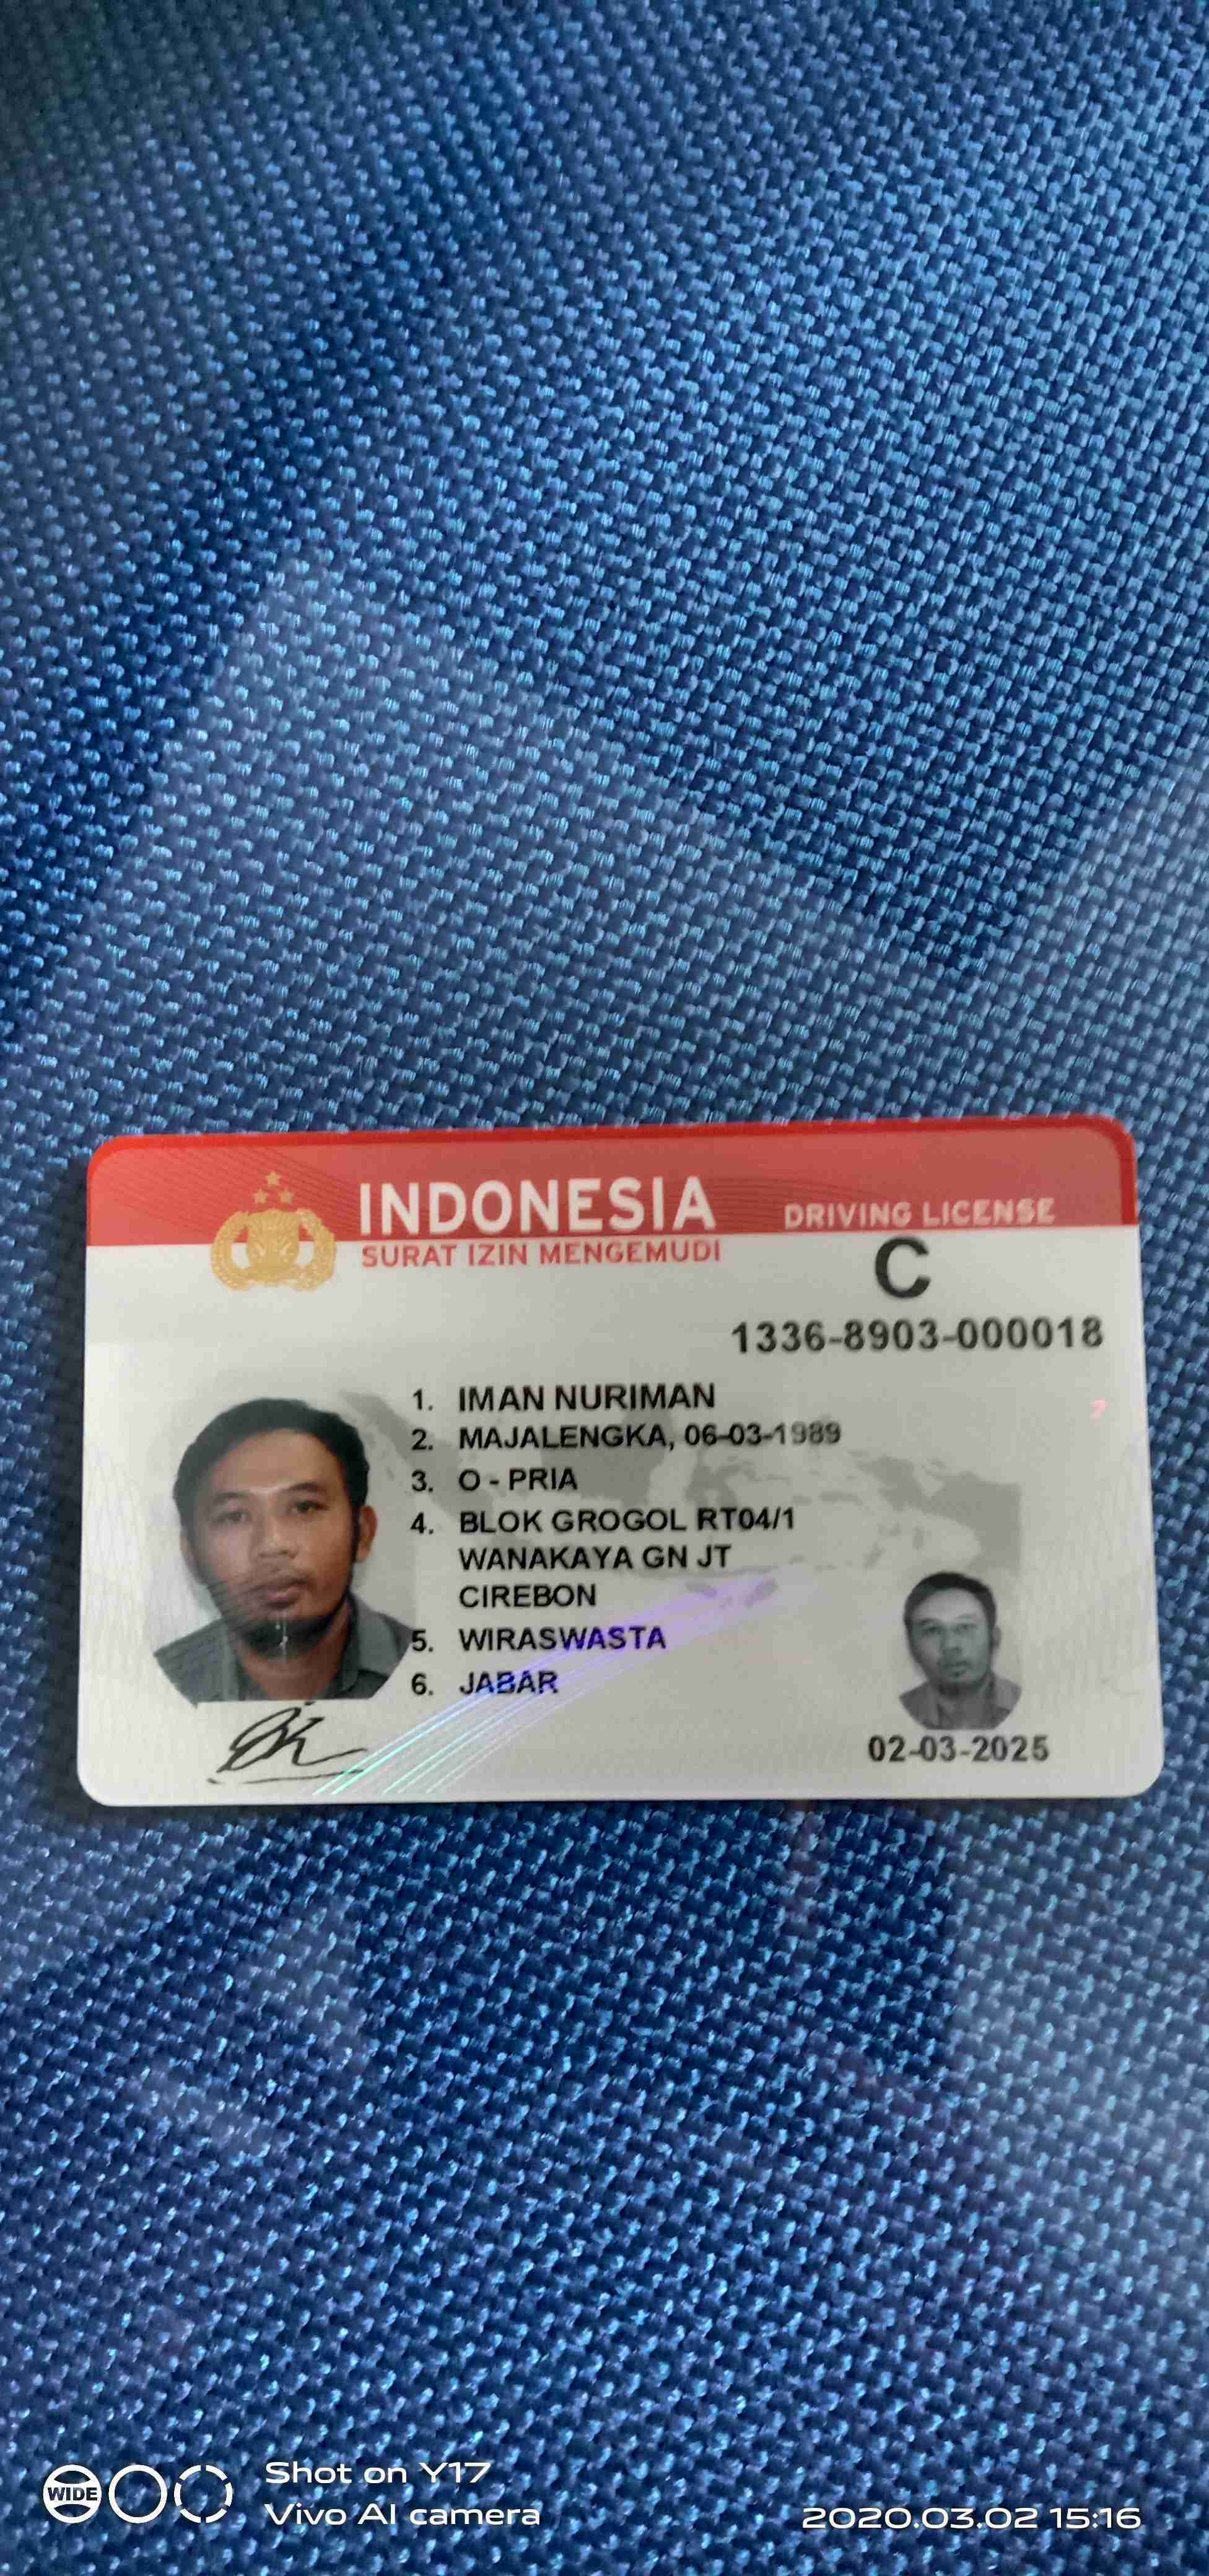 INDONESIA
DRIVING LICENSE
SURAT IZIN MENGEMUDI
C
1336-8903-000018
1. IMAN NURIMAN
2. MAJALENGKA, 06-03-1989
3. O - PRIA
4. BLOK GROGOL RT04/1
WANAKAYA GN JT
CIREBON
5. WIRASWASTA
6. JABAR
02-03-2025
WIDE
Shot on Y17
Vivo AI camera
2020.03.02 15:16